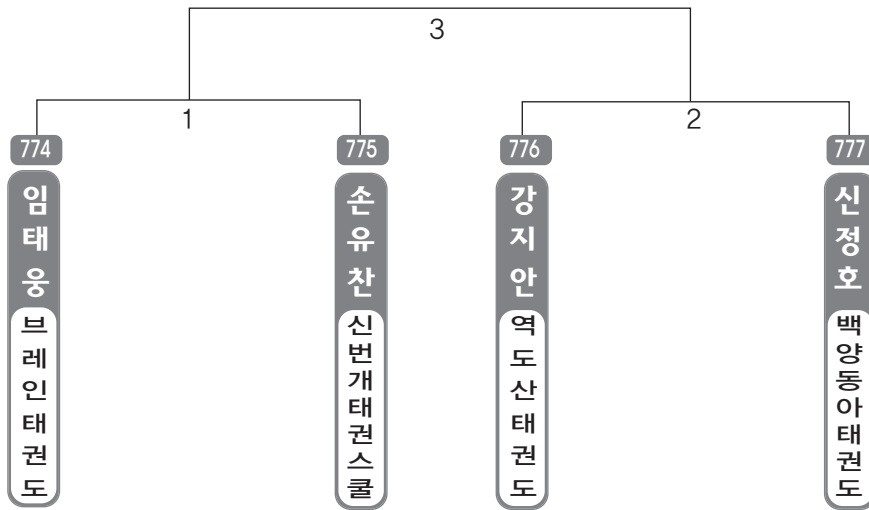 3
1
2
774
775
776
777
임태웅
손유찬
강지안
신정호
브레인태권도
신번개태권스쿨
역도산태권도
백양동아태권도